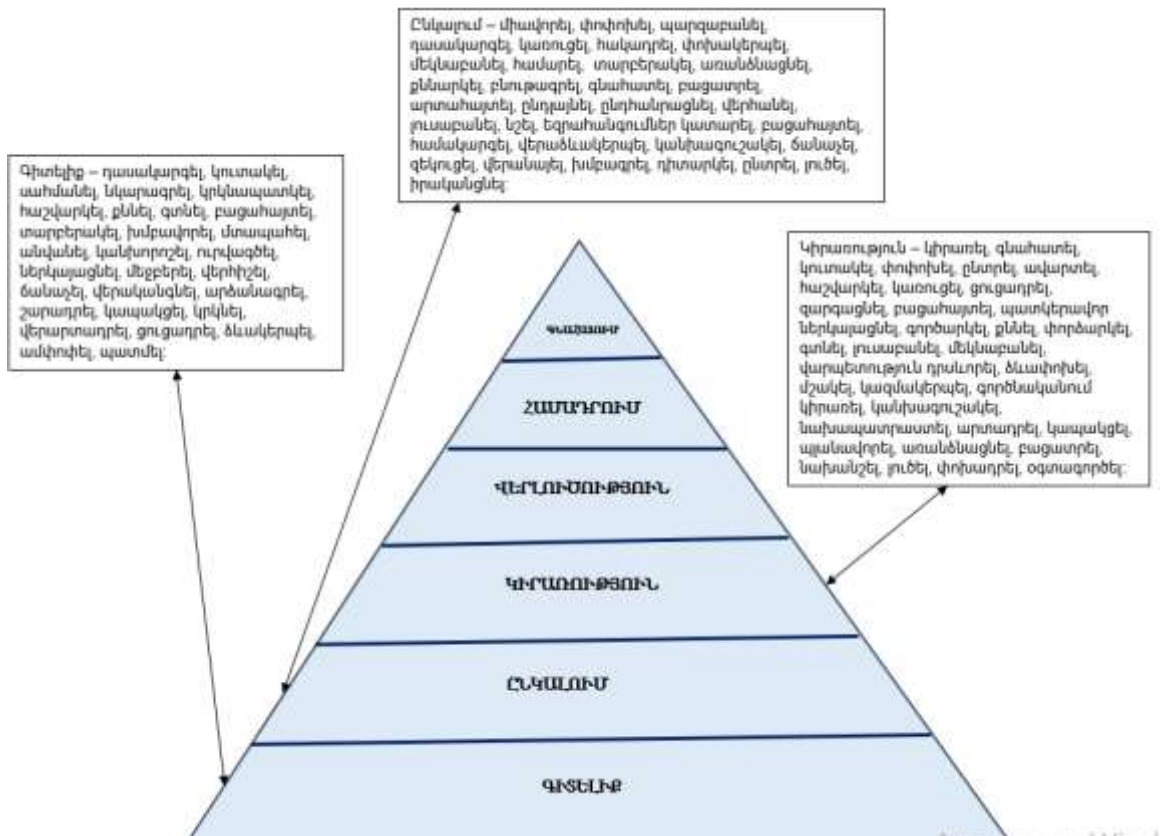 Ընկալում – միավորել, փոփոխել, պարզաբանել,
դասակարգել, կառուցել, հակադրել, փոխակերպել,
մեկնաբանել, համարել, տարբերակել, առանձնացնել,
քննարկել, բնութագրել, գնահատել, բացատրել,
արտահայտել, ընդլայնել, ընդհանրացնել, վերհանել,
լուսաբանել, նշել, եզրահանգումներ կատարել, բացահայտել,
համակարգել, վերաձևակերպել, կանխագուշակել, ճանաչել,
զեկուցել, վերանայել, խմբագրել, դիտարկել, ընտրել, լուծել,
իրականցնել:
Գիտելիք – դասակարգել, կուտակել,
սահմանել, նկարագրել, կրկնապատկել,
հաշվարկել, քննել, գտնել, բացահայտել,
տարբերակել, խմբավորել, մտապահել,
անվանել, կանխորոշել, ուրվագծել,
ներկայացնել, մեջբերել, վերհիշել,
ճանաչել, վերականգնել, արձանագրել,
շարադրել, կապակցել, կրկնել,
վերարտադրել, ցուցադրել, ձևակերպել,
ամփոփել, պատմել:
Կիրառություն – կիրառել, գնահատել,
կուտակել, փոփոխել, ընտրել, ավարտել,
հաշվարկել, կառուցել, ցուցադրել,
զարգացնել, բացահայտել, պատկերավոր
ներկայացնել, գործարկել, քննել, փորձարկել,
գտնել, լուսաբանել, մեկնաբանել,
վարպետություն դրսևորել, ձևափոխել,
մշակել, կազմակերպել, գործնականում
կիրառել, կանխագուշակել,
նախապատրաստել, արտադրել, կապակցել,
պլանավորել, առանձնացնել, բացատրել,
նախանշել, լուծել, փոխադրել, օգտագործել:
ԳՆԱՀԱՏՈՒՄ
ՀԱՄԱԴՐՈՒՄ
ՎԵՐԼՈՒԾՈՒԹՅՈՒՆ
ԿԻՐԱՌՈՒԹՅՈՒՆ
ԸՆԿԱԼՈՒՄ
ԳԻՏԵԼԻՔ